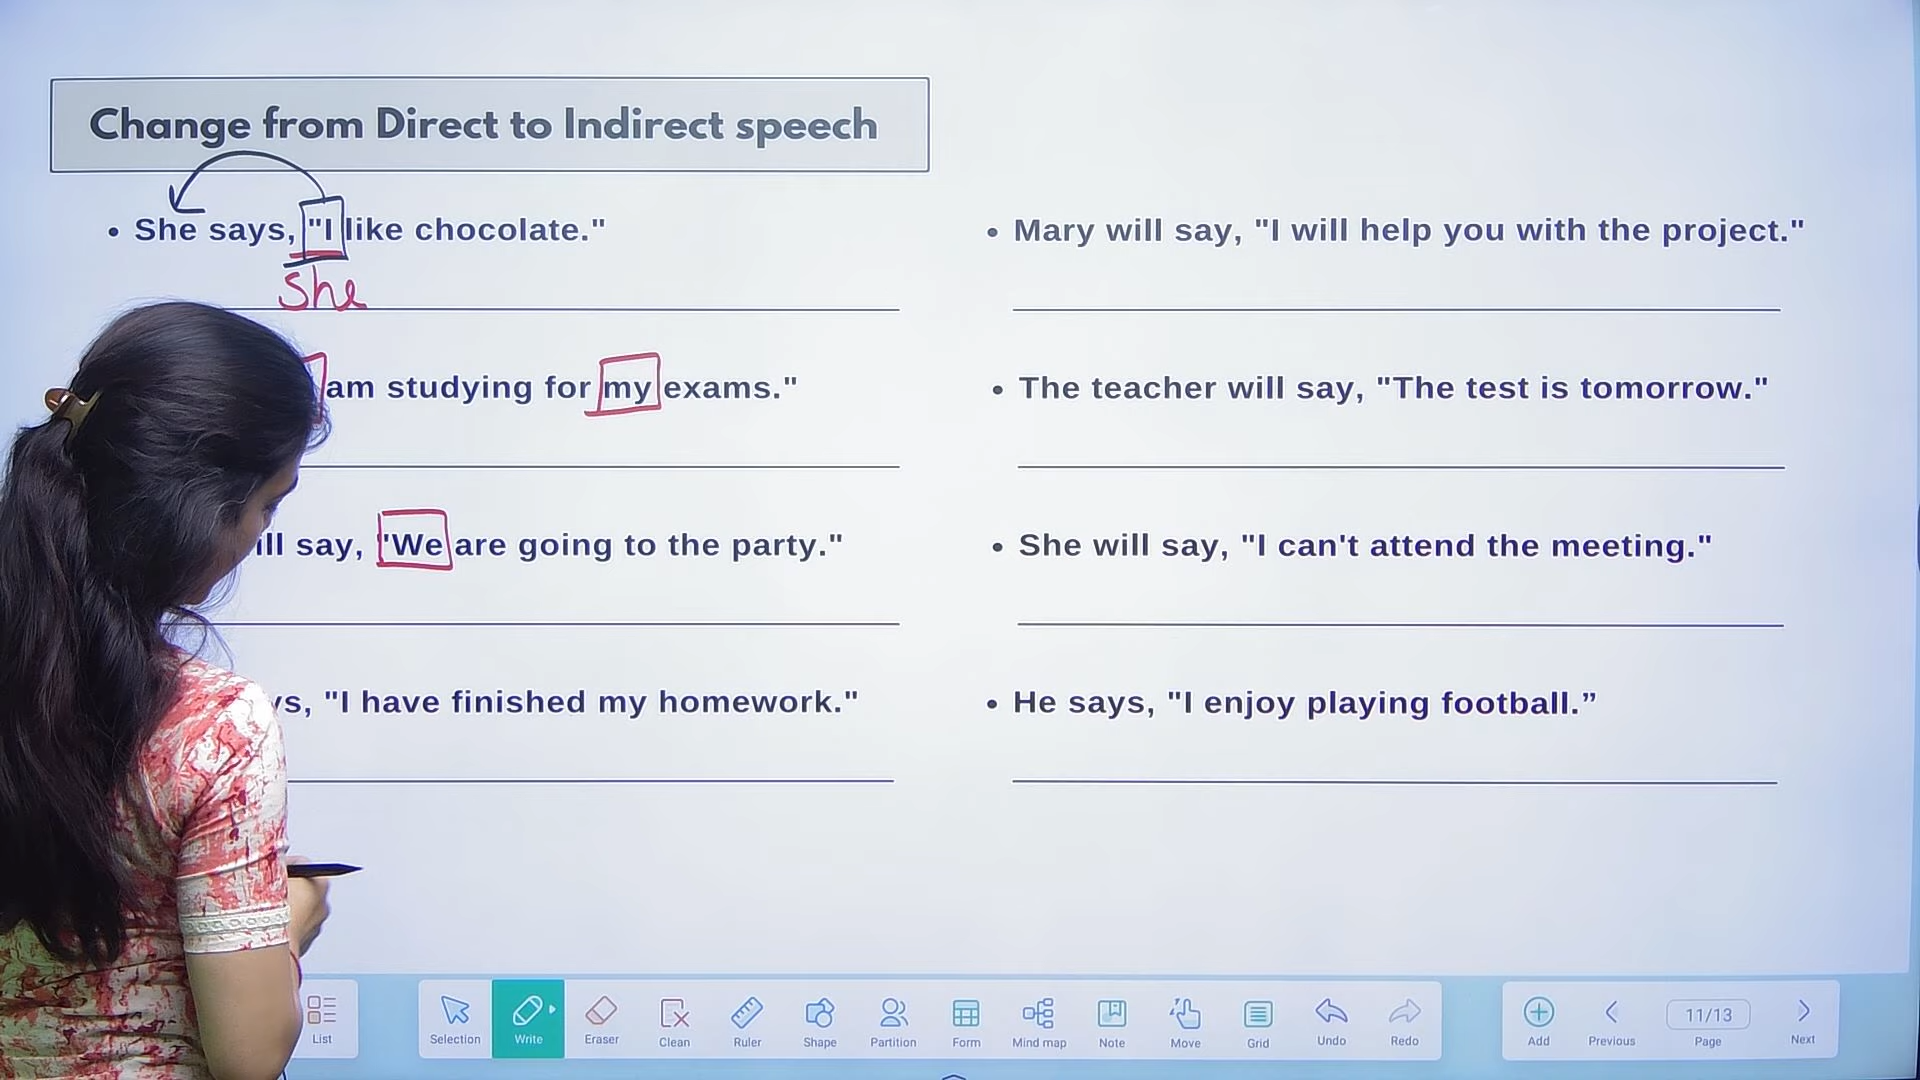 Change from Direct to Indirect speech
• She says, "I like chocolate."
she
am studying for my exams."
say, "We are going to the party."
"I have finished my homework."
• Mary will say, "I will help you with the project."
• The teacher will say, "The test is tomorrow."
• She will say, "I can't attend the meeting."
• He says, "I enjoy playing football.”
List
Selection
Write
Eraser
Clean
Ruler
Shape
Partition
Form
Mind map
Note
Move
Grid
Undo
Redo
Add
Previous
11/13
Page
Next